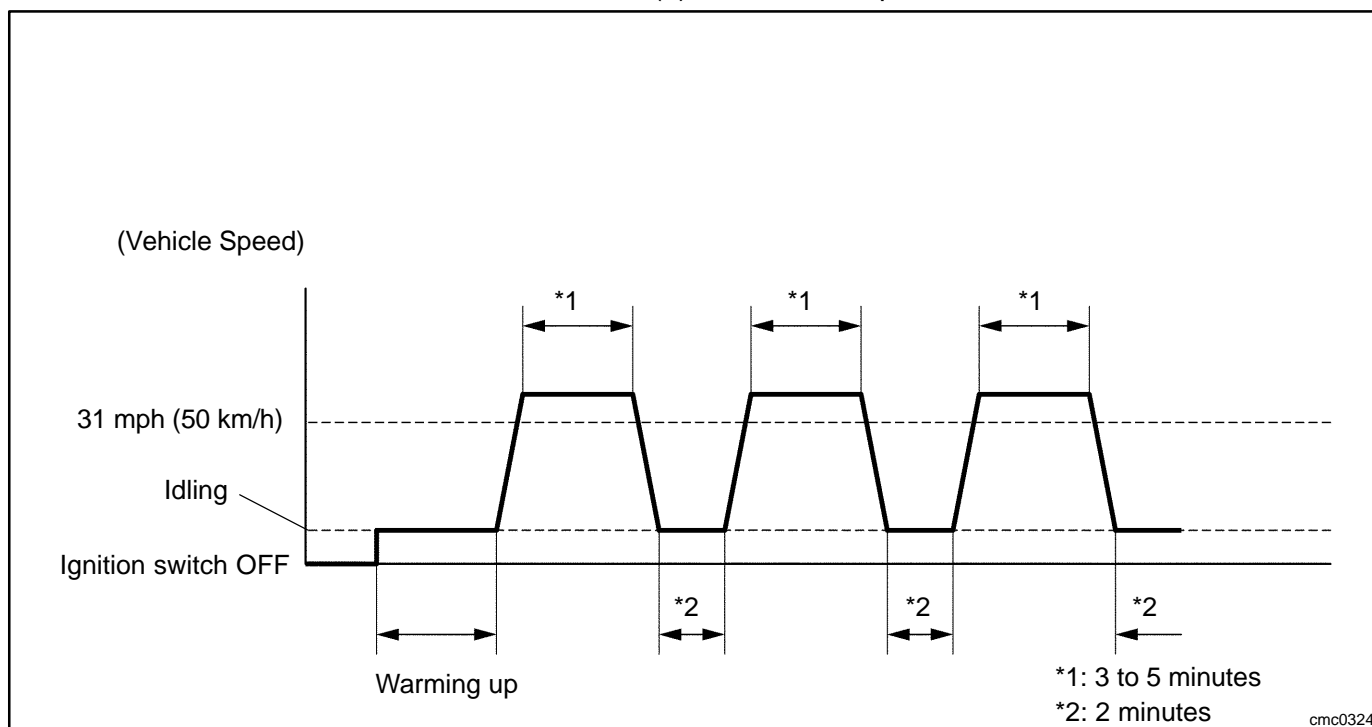 (Vehicle Speed)
*1
*1
*1
31 mph (50 km/h)
Idling
Ignition switch OFF
*2
*2
*2
Warming up
*1: 3 to 5 minutes
*2: 2 minutes
cmc0324